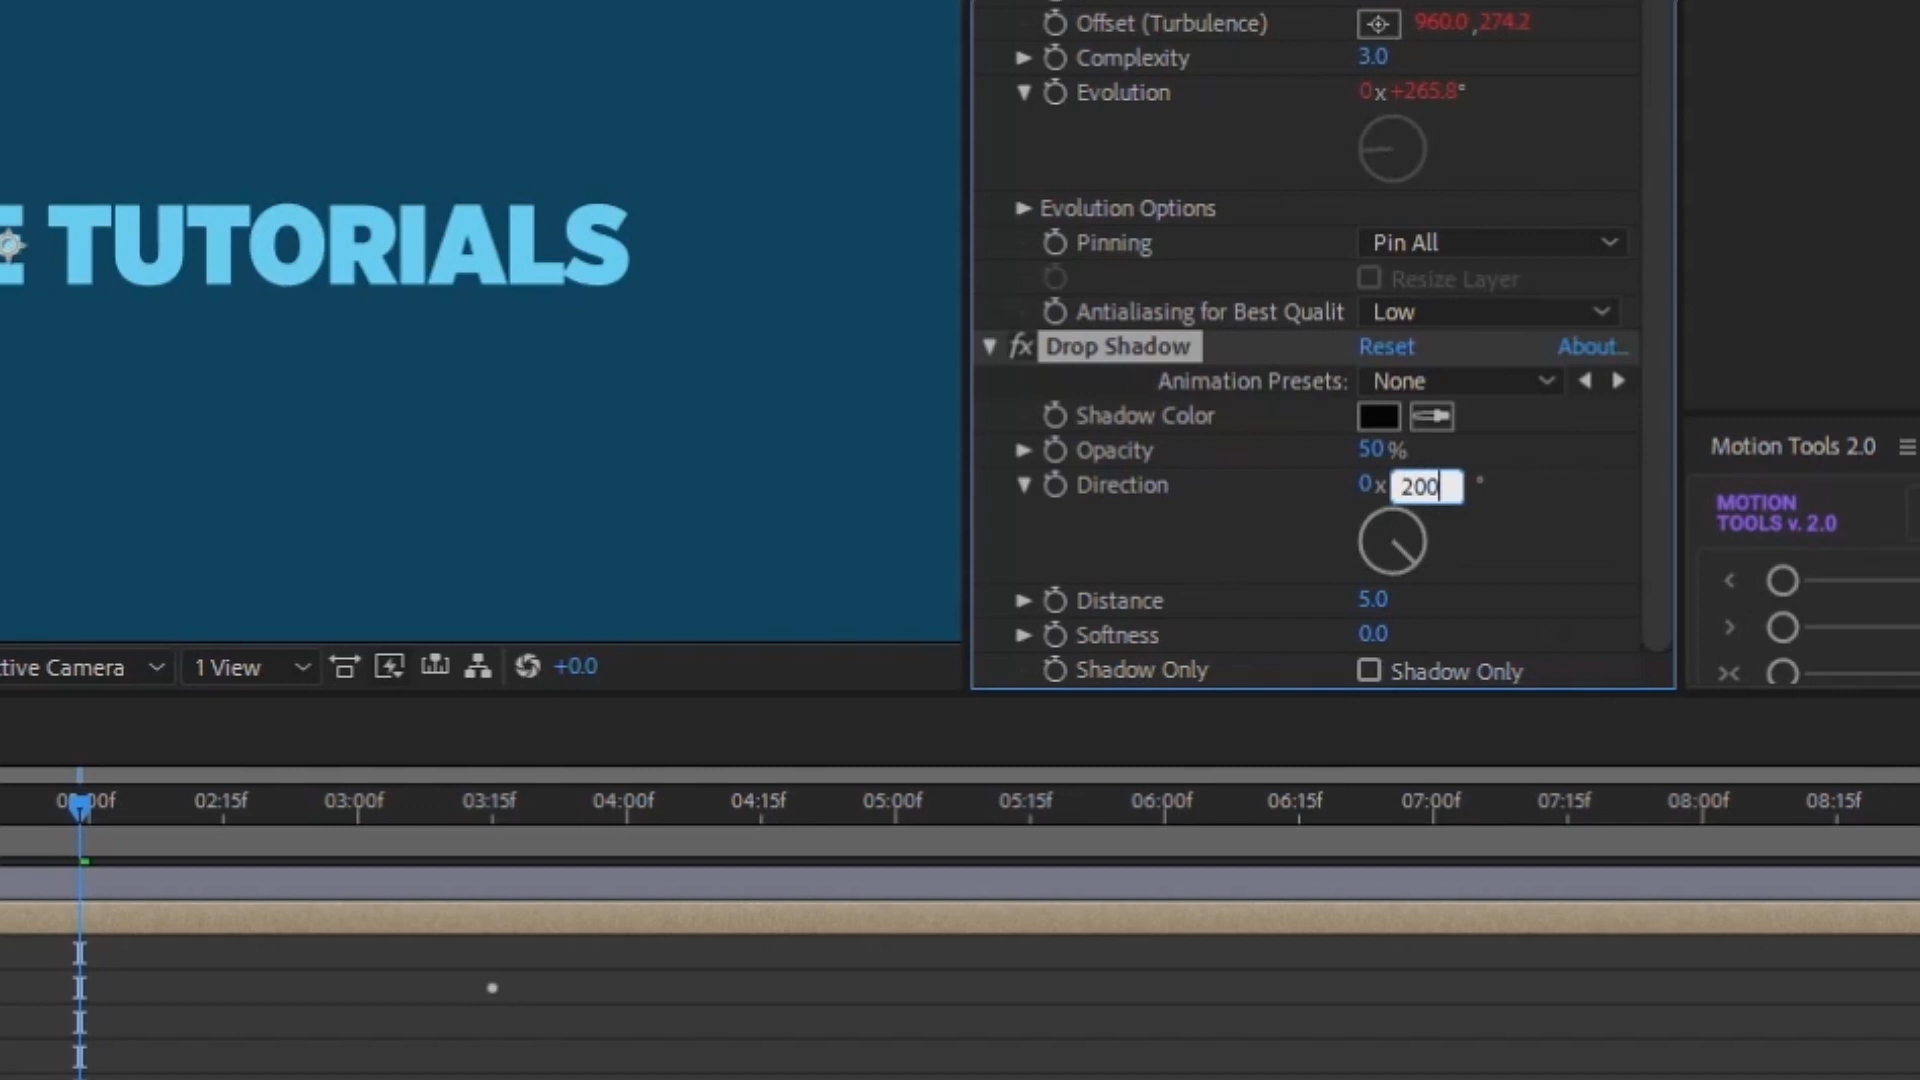 Offset (Turbulence) 960.0 ,274.2
Complexity 3.0
Evolution 0x+265.8°
Evolution Options
Pinning Pin All
Resize Layer
Antialiasing for Best Qualit Low
fx Drop Shadow Reset About...
Animation Presets: None
Shadow Color
Opacity 50 %
Direction 0x 200 °
Distance 5.0
Softness 0.0
Shadow Only Shadow Only
E TUTORIALS
Motion Tools 2.0
MOTION
TOOLS v. 2.0
tive Camera 1 View +0.0
02:15f 03:00f 03:15f 04:00f 04:15f 05:00f 05:15f 06:00f 06:15f 07:00f 07:15f 08:00f 08:15f